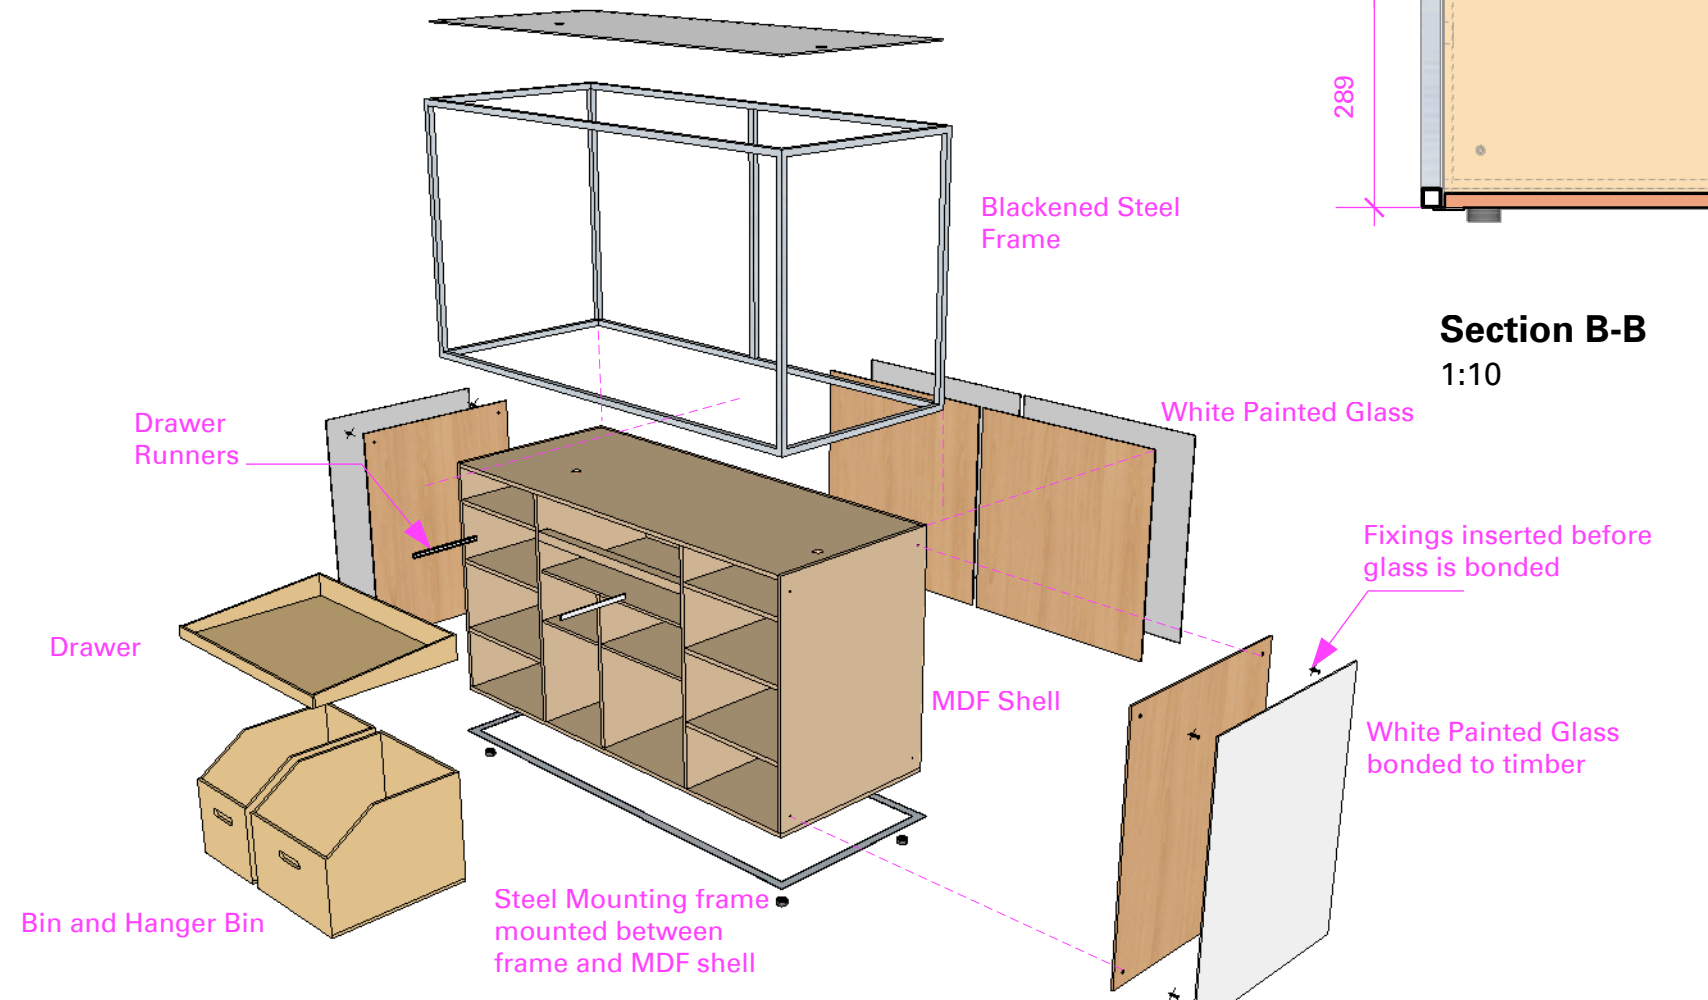 289
Blackened Steel
Frame
Section B-B
1:10
White Painted Glass
Drawer
Runners
Fixings inserted before
glass is bonded
Drawer
MDF Shell
White Painted Glass
bonded to timber
Steel Mounting frame
mounted between
frame and MDF shell
Bin and Hanger Bin